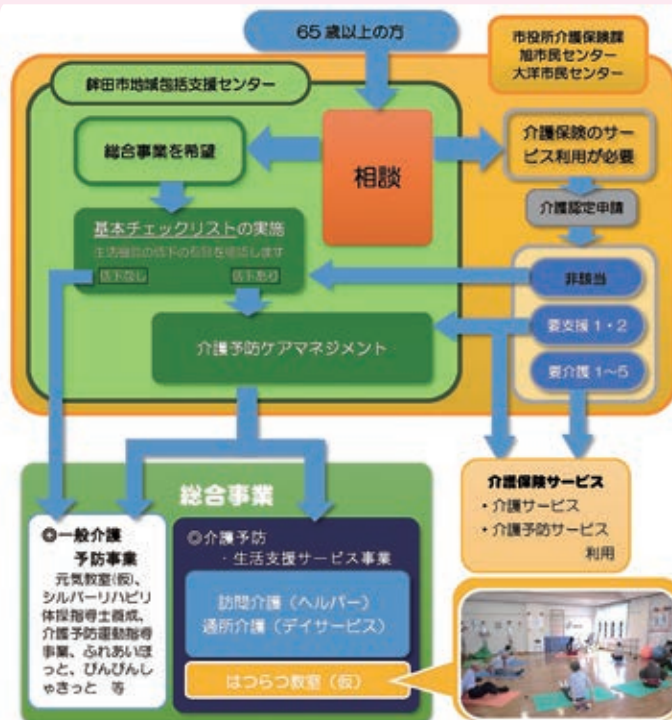 65歳以上の方
市役所介護保険課
旭市民センター
大洋市民センター
鉾田市地域包括支援センター
総合事業を希望
相談
介護保険のサー
ビス利用が必要
介護認定申請
基本チェックリストの実施
生活機能の低下の有無を確認します
低下なし
低下あり
非該当
要支援1・2
要介護1～5
介護予防ケアマネジメント
総合事業
◎一般介護
予防事業
元気教室(仮)、
シルバーリハビリ
体操指導士養成、
介護予防運動指導
事業、ふれあいほ
っと、ぴんぴんし
ゃきっと 等
◎介護予防
・生活支援サービス事業
訪問介護（ヘルパー）
通所介護（デイサービス）
はつらつ教室（仮）
介護保険サービス
・介護サービス
・介護予防サービス
利用